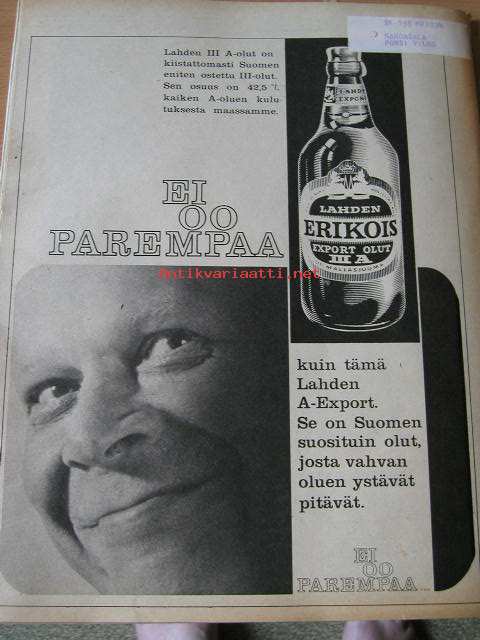 Lahden III A-olut on
kiistattomasti Suomen
eniten ostettu III-olut.
Sen osuus on 42,5 %
kaiken A-oluen kulu-
tuksesta maassamme.
EI
OO
PAREMPAA
Antikvariaatti.net
LAHDEN
ERIKOIS
EXPORT OLUT
III A
MALLASJUOMA
kuin tämä
Lahden
A-Export.
Se on Suomen
suosituin olut,
josta vahvan
oluen ystävät
pitävät.
EI
OO
PAREMPAA...